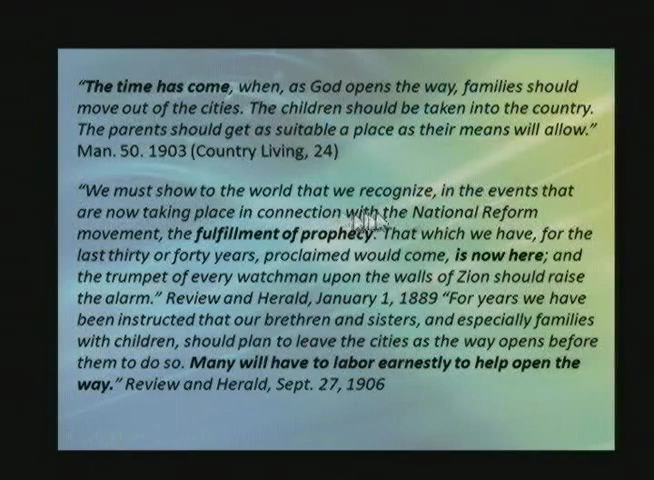 “The time has come, when, as God opens the way, families should
move out of the cities. The children should be taken into the country.
The parents should get as suitable a place as their means will allow.”
Man. 50. 1903 (Country Living, 24)
“We must show to the world that we recognize, in the events that
are now taking place in connection with the National Reform
movement, the fulfillment of prophecy. That which we have, for the
last thirty or forty years, proclaimed would come, is now here; and
the trumpet of every watchman upon the walls of Zion should raise
the alarm.” Review and Herald, January 1, 1889 “For years we have
been instructed that our brethren and sisters, and especially families
with children, should plan to leave the cities as the way opens before
them to do so. Many will have to labor earnestly to help open the
way.” Review and Herald, Sept. 27, 1906